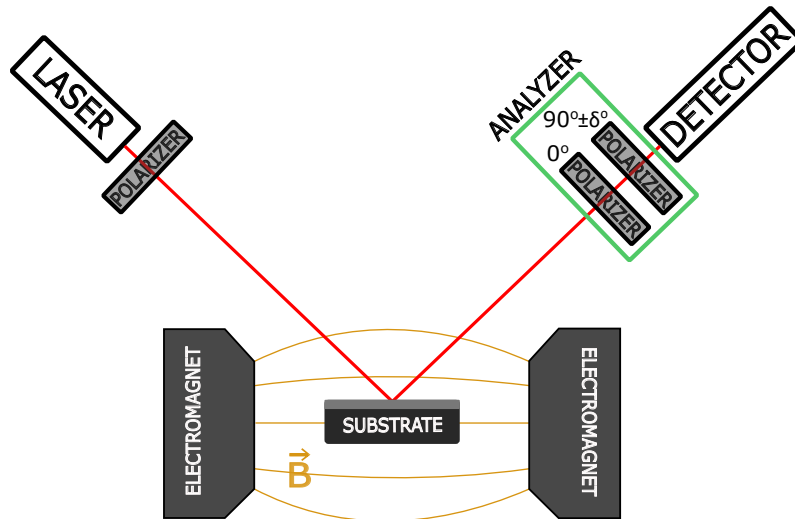 LASER
POLARIZER
ANALYZER
90º±δº
0º
POLARIZER
POLARIZER
DETECTOR
ELECTROMAGNET
SUBSTRATE
ELECTROMAGNET
B⃗